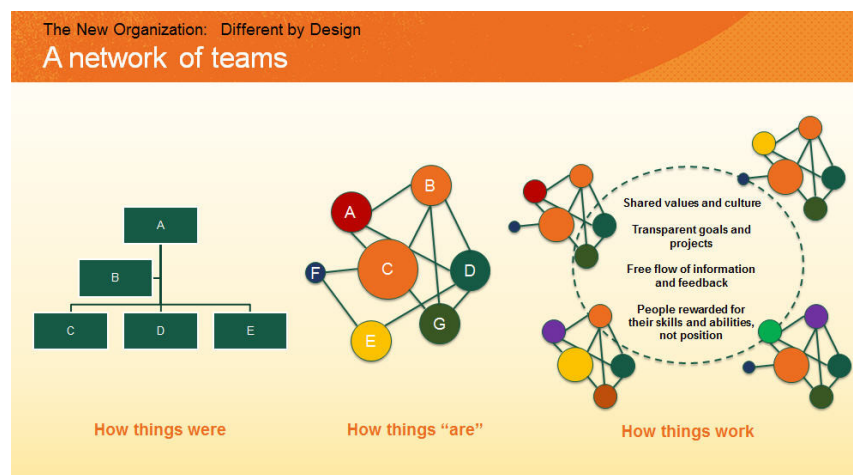 The New Organization: Different by Design
A network of teams
A
B
C
D
E
A
B
C
D
F
G
E
Shared values and culture
Transparent goals and
projects
Free flow of information
and feedback
People rewarded for
their skills and abilities,
not position
How things were
How things “are”
How things work